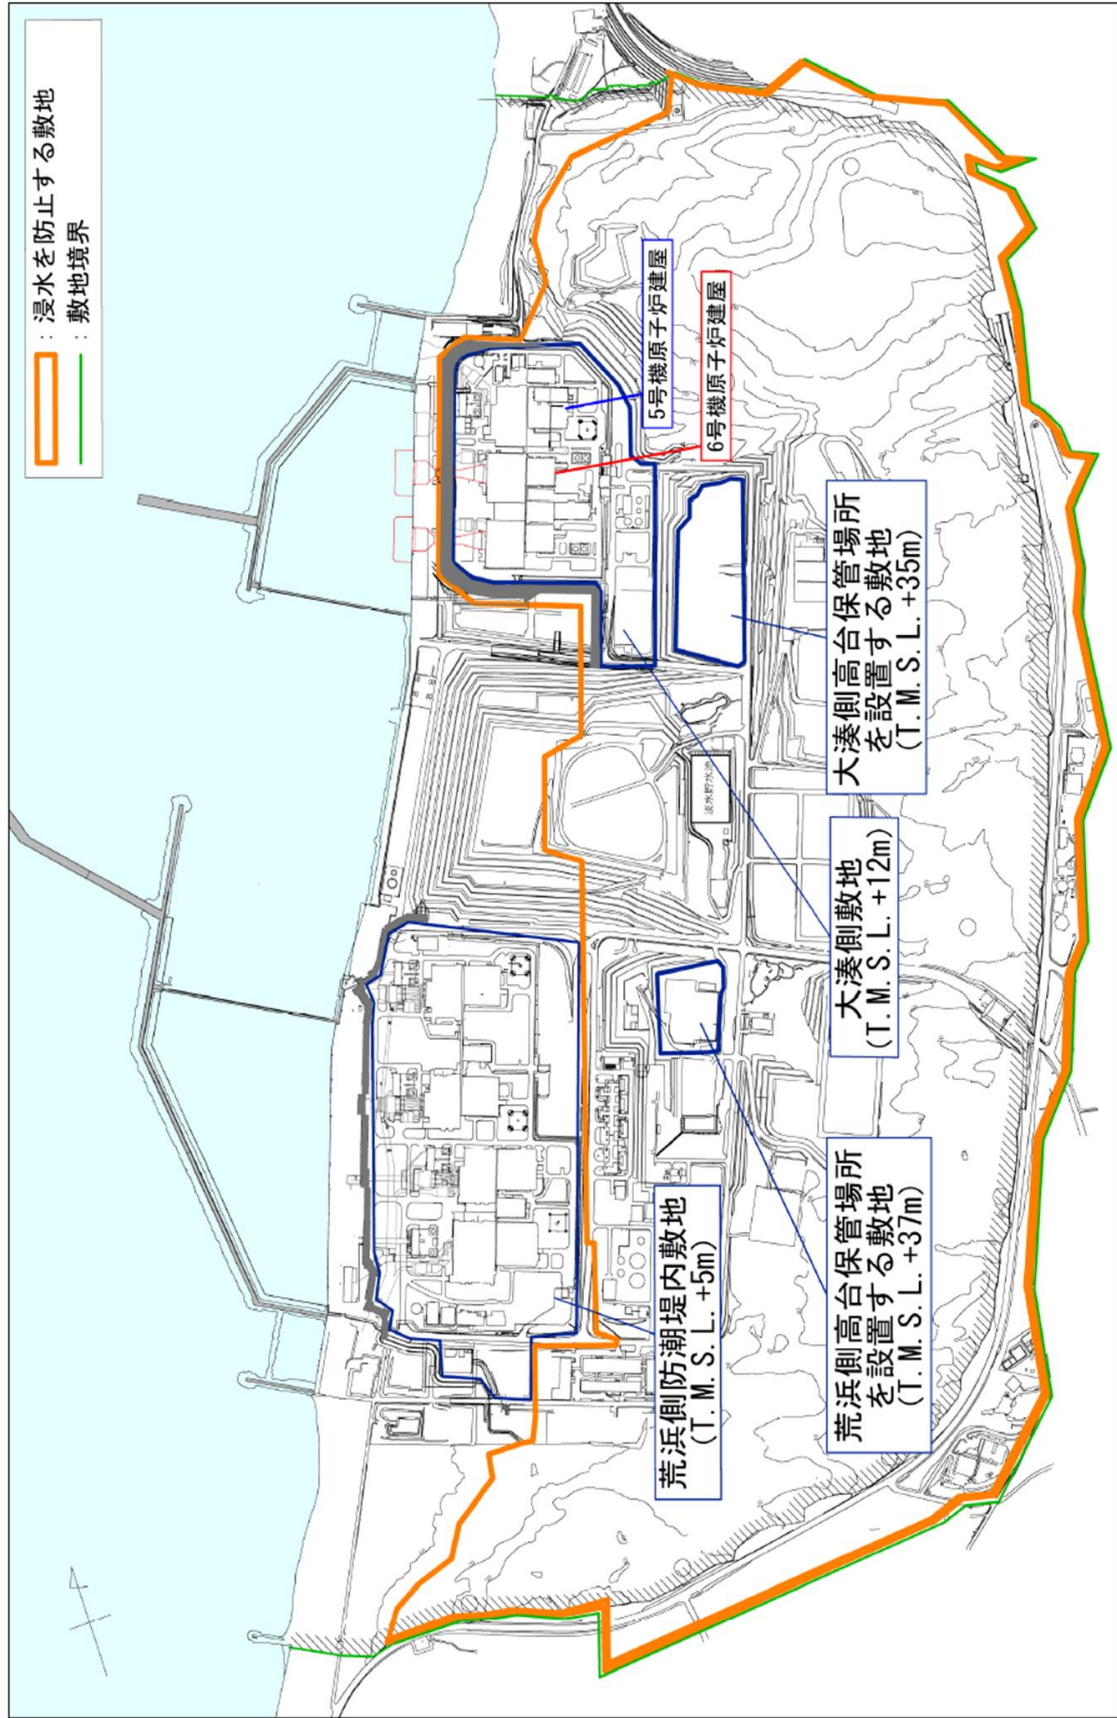 ：浸水を防止する敷地
：敷地境界
5号機原子炉建屋
6号機原子炉建屋
大湊側高台保管場所
を設置する敷地
(T.M.S.L.+35m)
大湊側敷地
(T.M.S.L.+12m)
淡水貯水池
荒浜側高台保管場所
を設置する敷地
(T.M.S.L.+37m)
荒浜側防潮堤内敷地
(T.M.S.L.+5m)